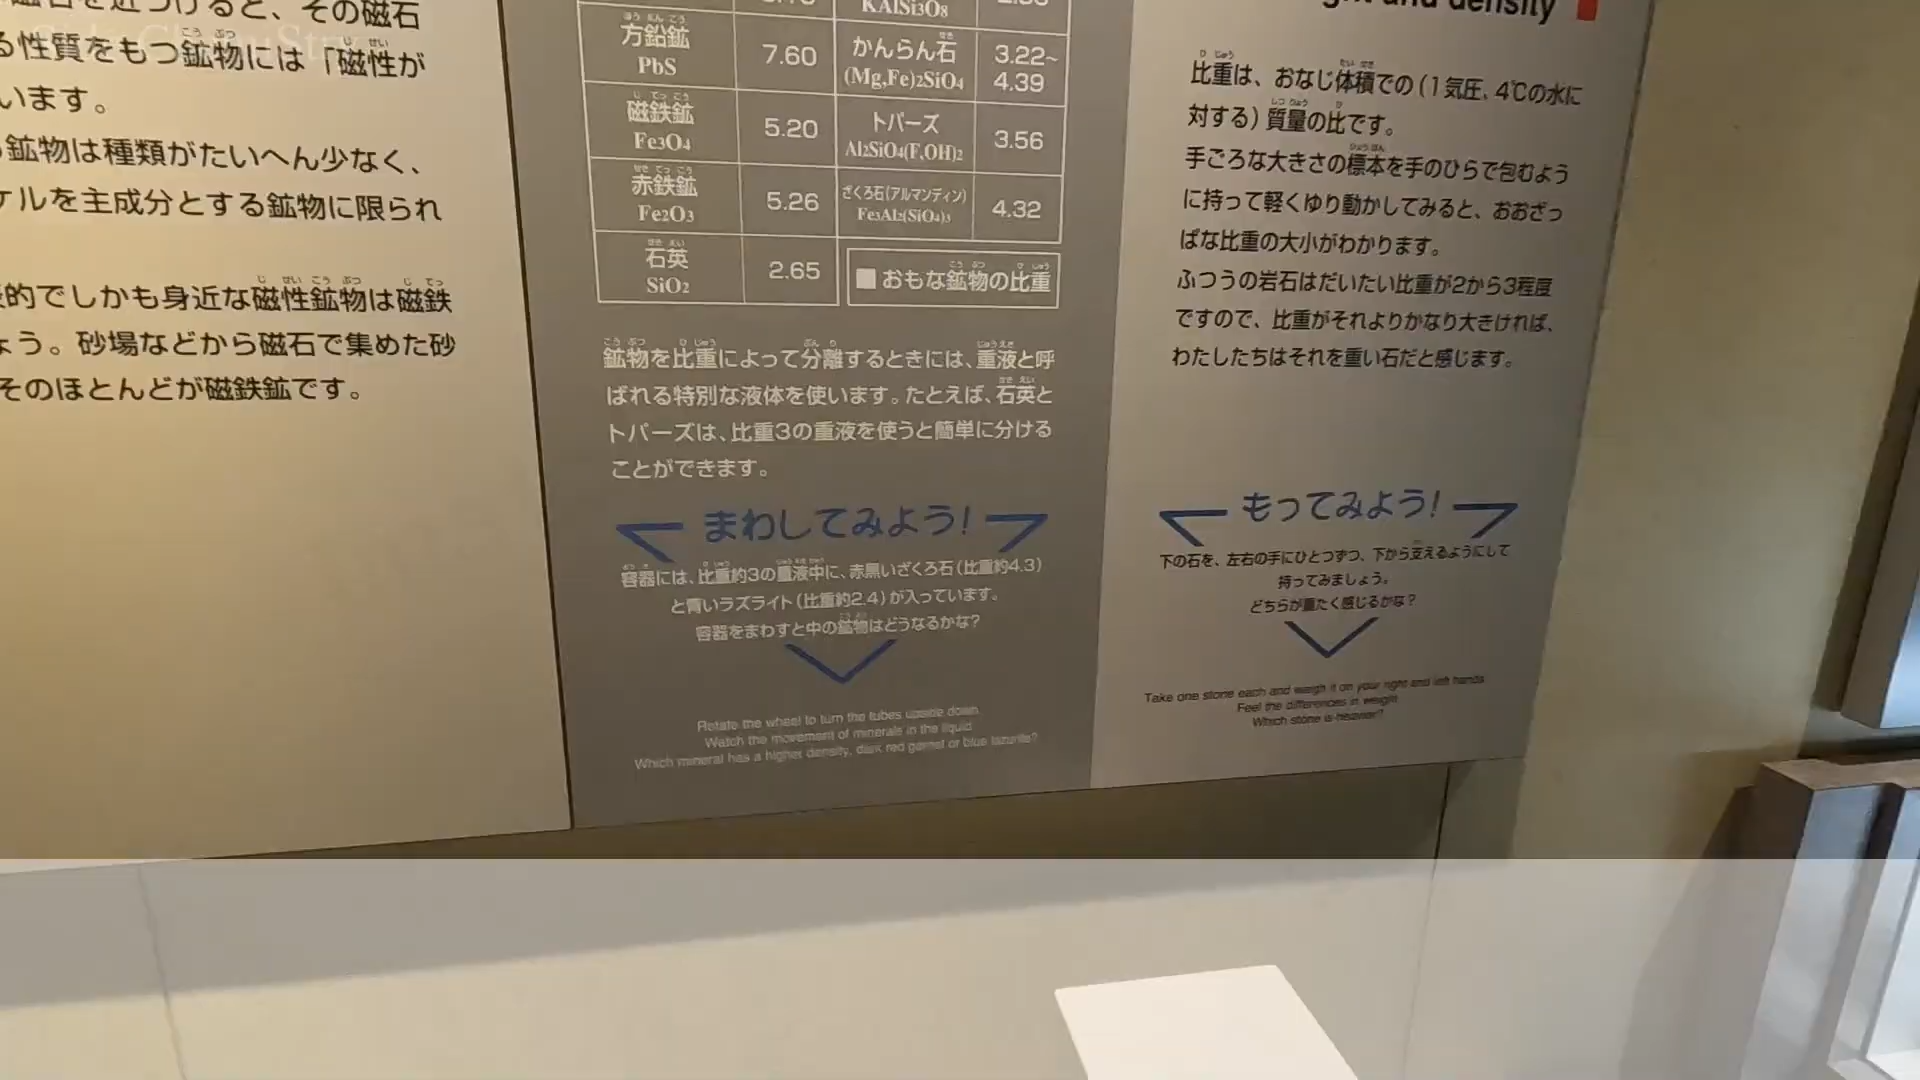 その磁石
る性質をもつ鉱物には「磁性が
います。
鉱物は種類がたいへん少なく、
ケルを主成分とする鉱物に限られ
的でしかも身近な磁性鉱物は磁鉄
ょう。砂場などから磁石で集めた砂
そのほとんどが磁鉄鉱です。
KAlSi3O8
方鉛鉱 PbS 7.60 かんらん石 (Mg,Fe)2SiO4 3.22~4.39
磁鉄鉱 Fe3O4 5.20 トパーズ Al2SiO4(F,OH)2 3.56
赤鉄鉱 Fe2O3 5.26 ざくろ石(アルマンディン) Fe3Al2(SiO4)3 4.32
石英 SiO2 2.65 ■おもな鉱物の比重
鉱物を比重によって分離するときには、重液と呼
ばれる特別な液体を使います。たとえば、石英と
トパーズは、比重3の重液を使うと簡単に分ける
ことができます。
まわしてみよう!
容器には、比重約3の重液中に、赤黒いざくろ石(比重約4.3)
と青いラズライト(比重約2.4)が入っています。
容器をまわすと中の鉱物はどうなるかな?
Rotate the wheel to turn the tubes upside down.
Watch the movement of minerals in the liquid.
Which mineral has a higher density, dark red garnet or blue lazurite?
and density
比重は、おなじ体積での(1気圧、4℃の水に
対する)質量の比です。
手ごろな大きさの標本を手のひらで包むよう
に持って軽くゆり動かしてみると、おおざっ
ぱな比重の大小がわかります。
ふつうの岩石はだいたい比重が2から3程度
ですので、比重がそれよりかなり大きければ、
わたしたちはそれを重い石だと感じます。
もってみよう!
下の石を、左右の手にひとつずつ、下から支えるようにして
持ってみましょう。
どちらが重たく感じるかな?
Take one stone each and weigh it on your right and left hands.
Feel the differences in weight.
Which stone is heavier?